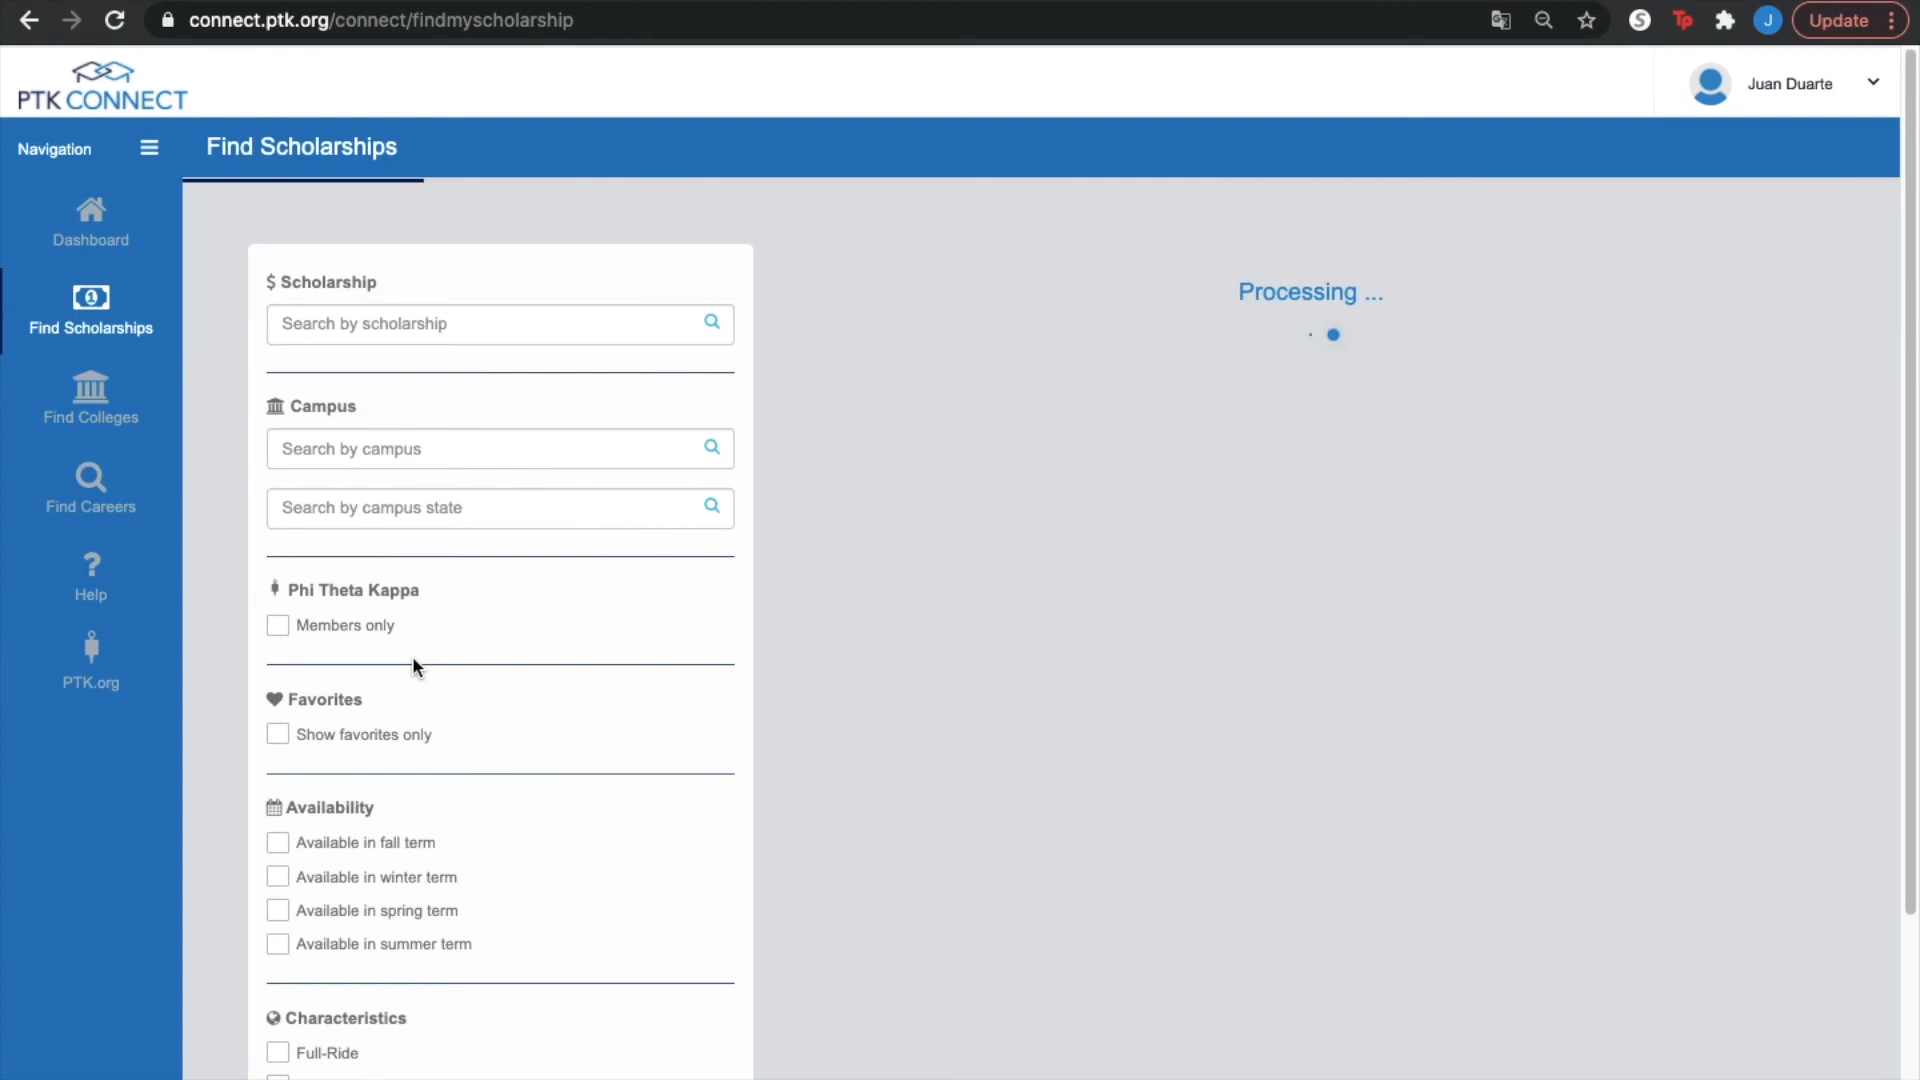 connect.ptk.org/connect/findmyscholarship
S
Tp
J
Update
PTK CONNECT
Juan Duarte
Navigation
Find Scholarships
Dashboard
Find Scholarships
Find Colleges
Find Careers
Help
PTK.org
$ Scholarship
Search by scholarship
Campus
Search by campus
Search by campus state
Phi Theta Kappa
Members only
Favorites
Show favorites only
Availability
Available in fall term
Available in winter term
Available in spring term
Available in summer term
Characteristics
Full-Ride
Processing ...